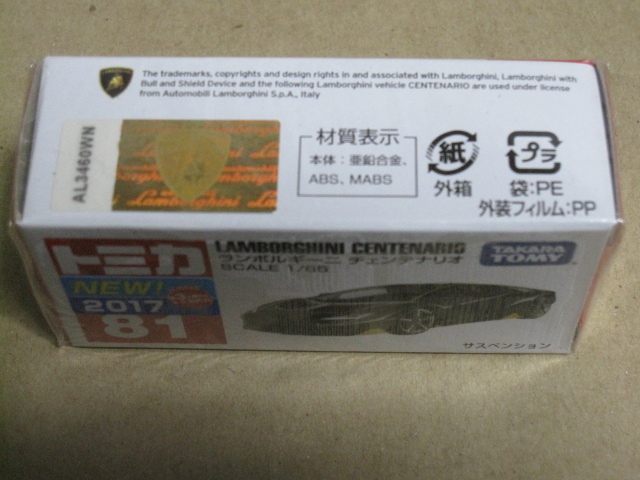 The trademarks, copyrights and design rights in and associated with Lamborghini, Lamborghini with
Bull and Shield Device and the following Lamborghini vehicle CENTENARIO are used under license
from Automobili Lamborghini S.p.A., Italy
AL3460WN
Lamborghini
材質表示
本体：亜鉛合金、
ABS、MABS
紙
外箱
プラ
袋:PE
外装フィルム:PP
トミカ
NEW!
2017
81
LAMBORGHINI CENTENARIO
ランボルギーニ チェンテナリオ
SCALE 1/65
TAKARA
TOMY
サスペンション